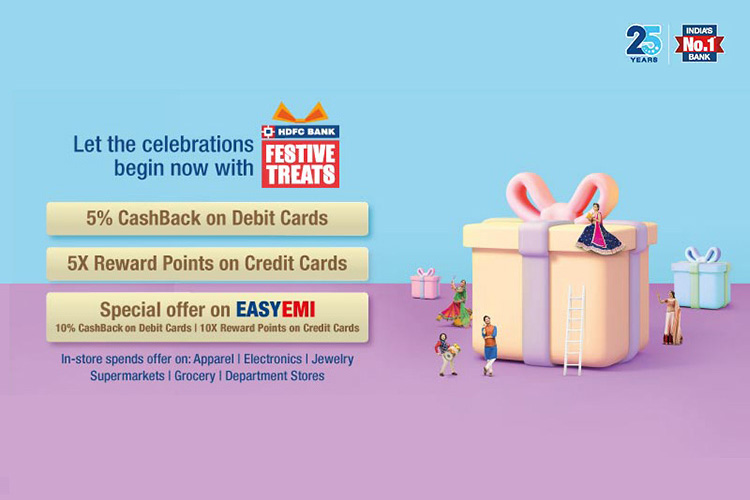 25
YEARS
INDIA'S
No.1
BANK
Let the celebrations
begin now with
HDFC BANK
FESTIVE
TREATS
5% CashBack on Debit Cards
5X Reward Points on Credit Cards
Special offer on EASYEMI
10% CashBack on Debit Cards | 10X Reward Points on Credit Cards
In-store spends offer on: Apparel | Electronics | Jewelry
Supermarkets | Grocery | Department Stores